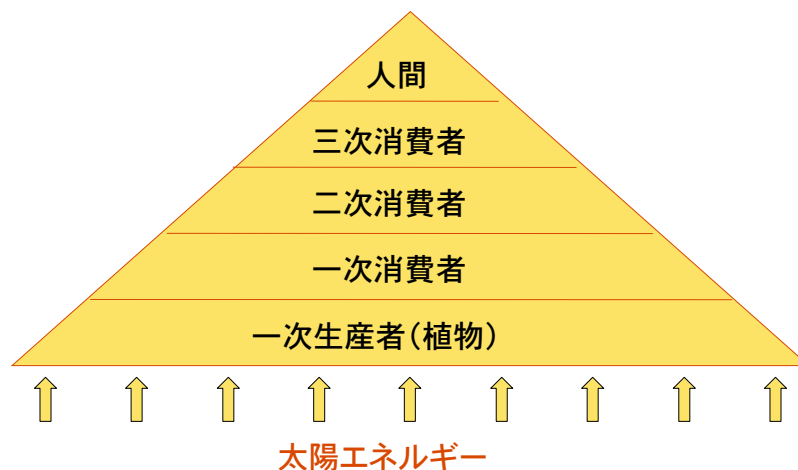 人間
三次消費者
二次消費者
一次消費者
一次生産者(植物)
太陽エネルギー